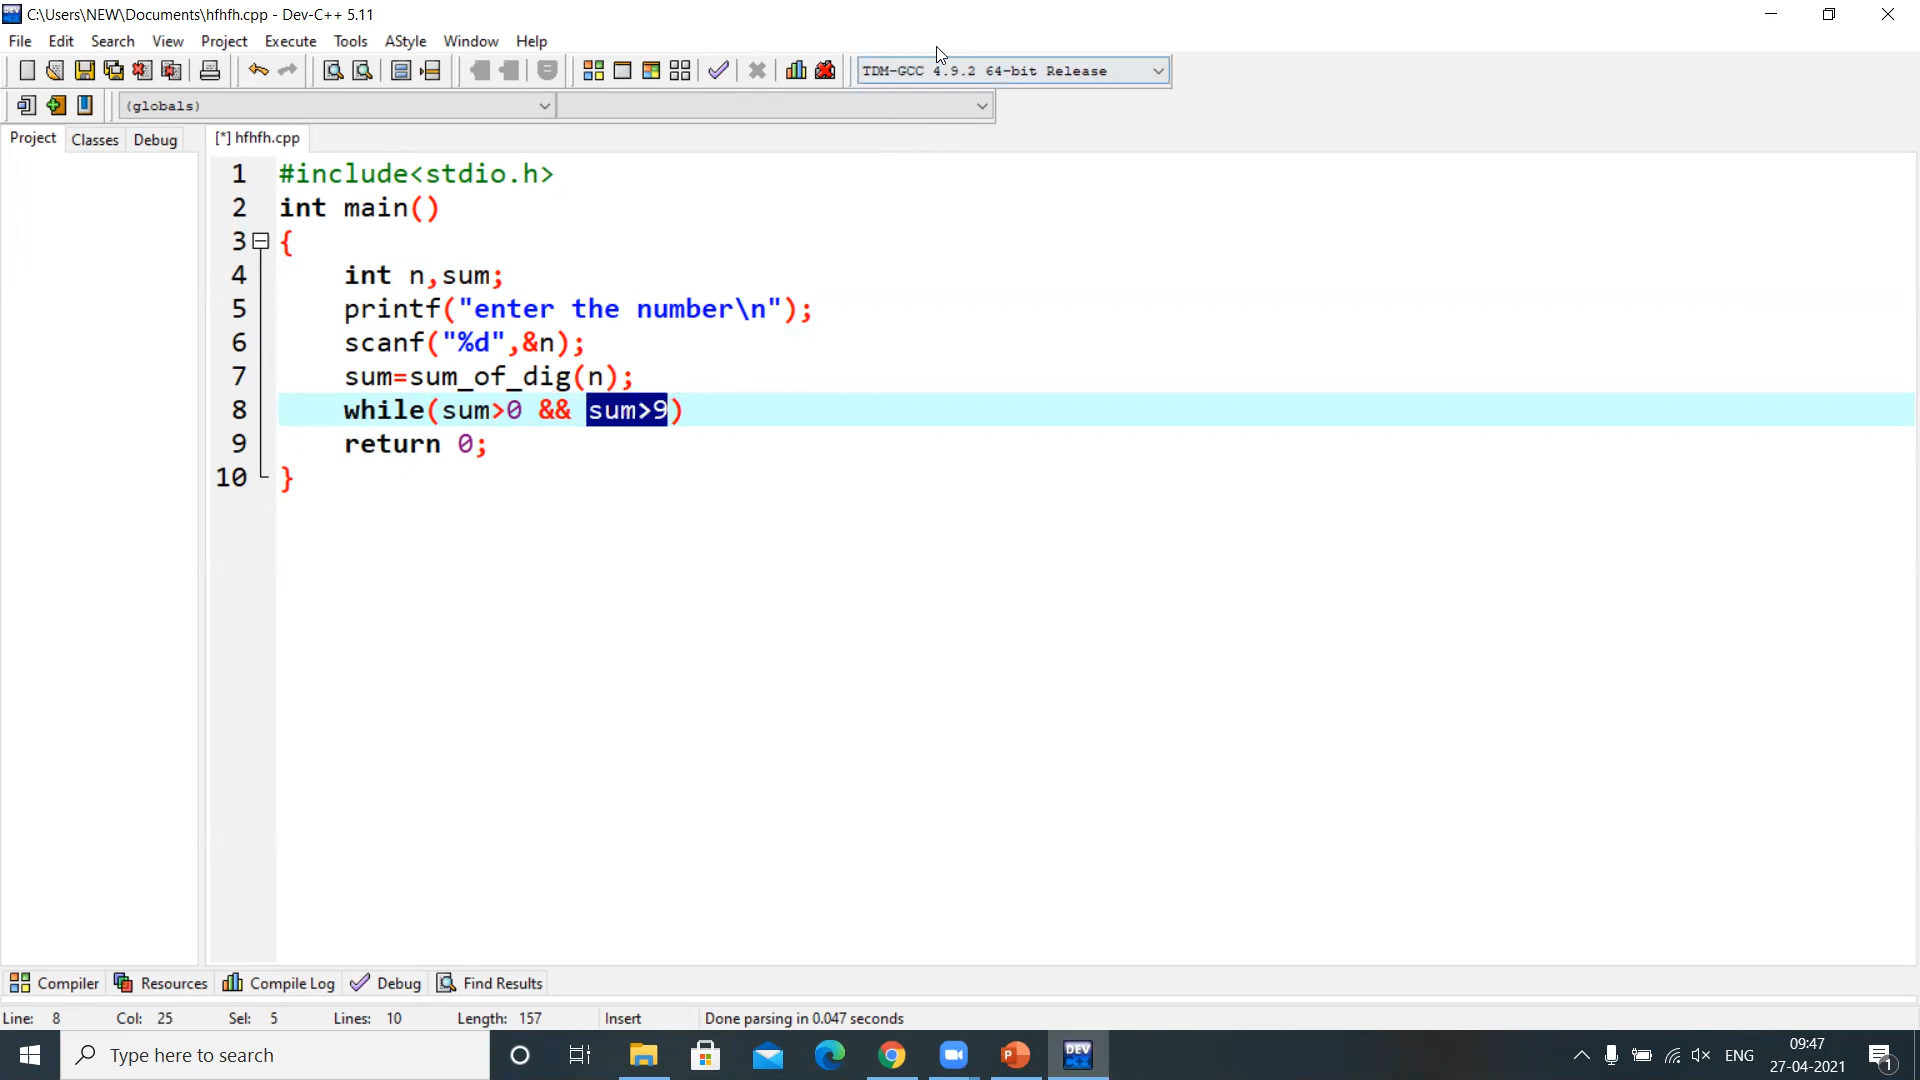 C:\Users\NEW\Documents\hfhfh.cpp - Dev-C++ 5.11
File Edit Search View Project Execute Tools AStyle Window Help
TDM-GCC 4.9.2 64-bit Release
(globals)
Project Classes Debug [*] hfhfh.cpp
1 #include<stdio.h>
2 int main()
3 {
4 int n,sum;
5 printf("enter the number\n");
6 scanf("%d",&n);
7 sum=sum_of_dig(n);
8 while(sum>0 && sum>9)
9 return 0;
10 }
Compiler Resources Compile Log Debug Find Results
Line: 8 Col: 25 Sel: 5 Lines: 10 Length: 157 Insert Done parsing in 0.047 seconds
Type here to search DEV C++ ENG 09:47
27-04-2021 1